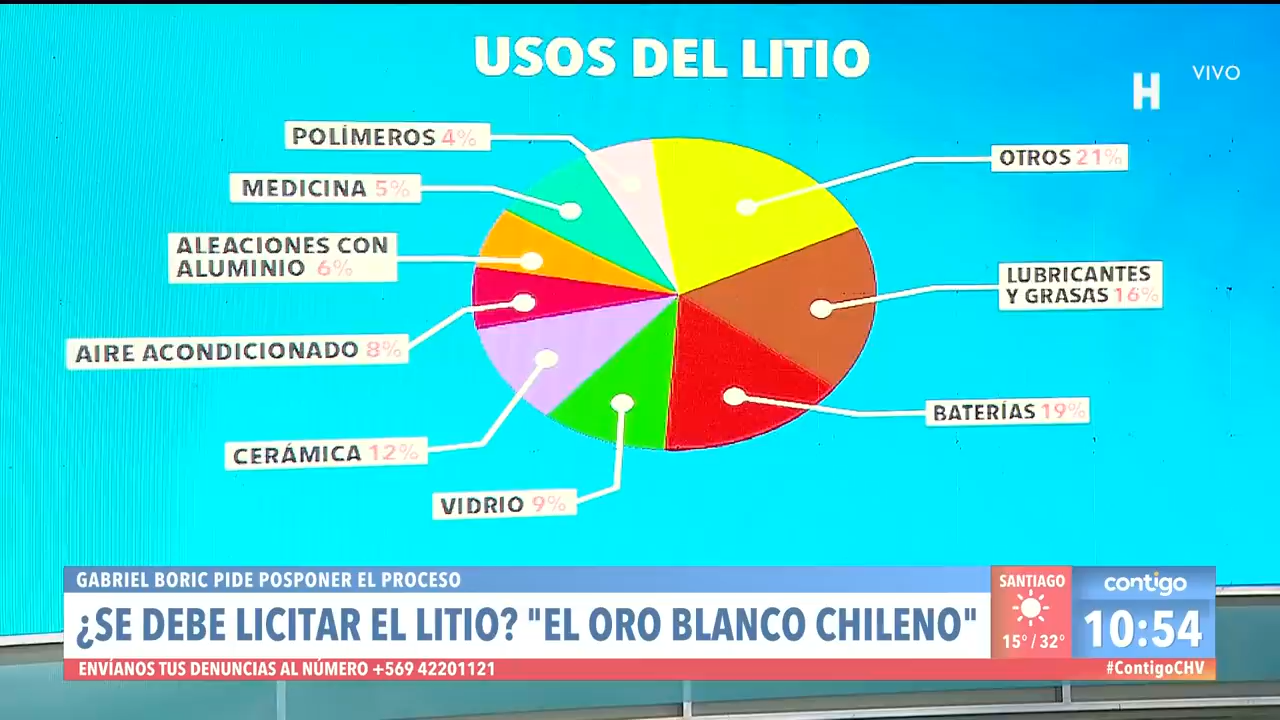 USOS DEL LITIO
H
VIVO
POLÍMEROS 4%
OTROS 21%
MEDICINA 5%
ALEACIONES CON
ALUMINIO 6%
LUBRICANTES
Y GRASAS 16%
AIRE ACONDICIONADO 8%
BATERÍAS 19%
CERÁMICA 12%
VIDRIO 9%
GABRIEL BORIC PIDE POSPONER EL PROCESO
¿SE DEBE LICITAR EL LITIO? "EL ORO BLANCO CHILENO"
ENVÍANOS TUS DENUNCIAS AL NÚMERO +569 42201121
SANTIAGO
15°/32°
contigo
10:54
#ContigoCHV